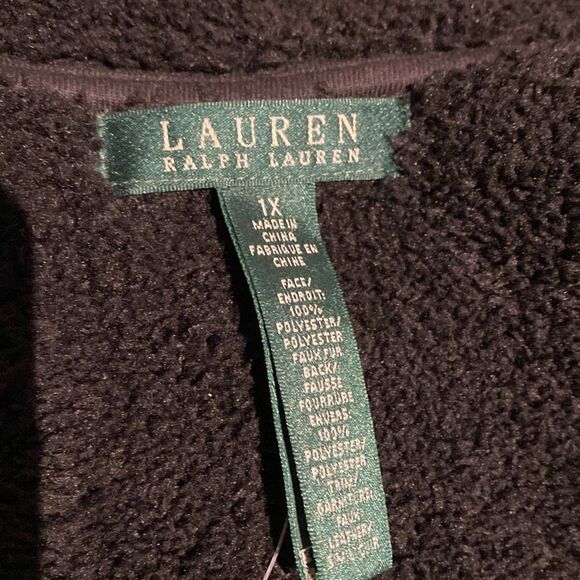 LAUREN
RALPH LAUREN
1X
MADE IN
CHINA
FABRIQUE EN
CHINE
FACE/
ENDROIT:
100%
POLYESTER/
POLYESTER
FAUX FUR
BACK/
FAUSSE
FOURRURE
ENVERS:
100%
POLYESTER/
POLYESTER
TRIM/
GARNITURE:
FAUX